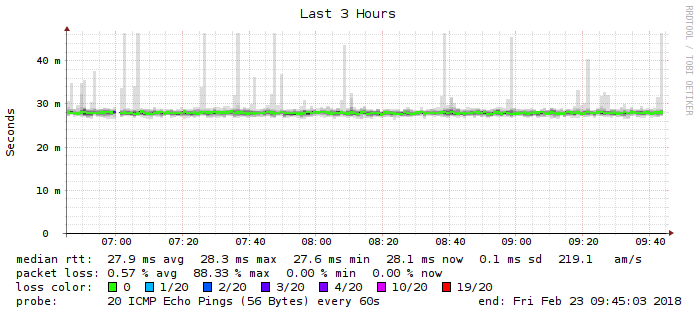 Last 3 Hours
RRDTOOL / TOBI OETIKER
Seconds
40 m
30 m
20 m
10 m
0
07:00 07:20 07:40 08:00 08:20 08:40 09:00 09:20 09:40
median rtt: 27.9 ms avg 28.3 ms max 27.6 ms min 28.1 ms now 0.1 ms sd 219.1 am/s
packet loss: 0.57 % avg 88.33 % max 0.00 % min 0.00 % now
loss color: 0 1/20 2/20 3/20 4/20 10/20 19/20
probe: 20 ICMP Echo Pings (56 Bytes) every 60s end: Fri Feb 23 09:45:03 2018